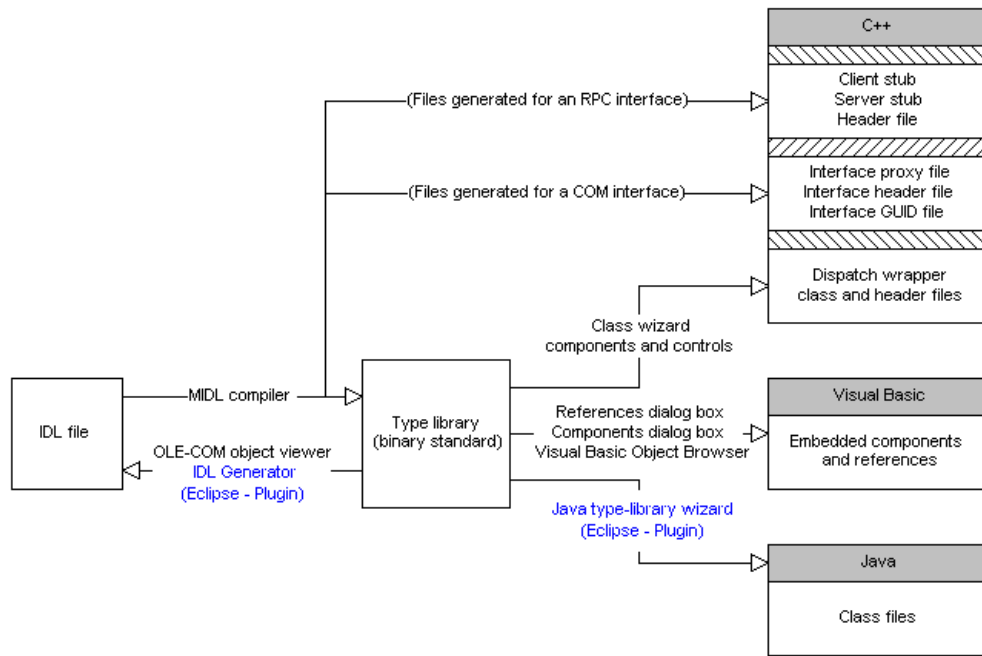 C++
Client stub
Server stub
Header file
(Files generated for an RPC interface)
Interface proxy file
Interface header file
Interface GUID file
(Files generated for a COM interface)
Dispatch wrapper
class and header files
Class wizard
components and controls
MIDL compiler
IDL file
Type library
(binary standard)
OLE-COM object viewer
IDL Generator
(Eclipse - Plugin)
References dialog box
Components dialog box
Visual Basic Object Browser
Visual Basic
Embedded components
and references
Java type-library wizard
(Eclipse - Plugin)
Java
Class files